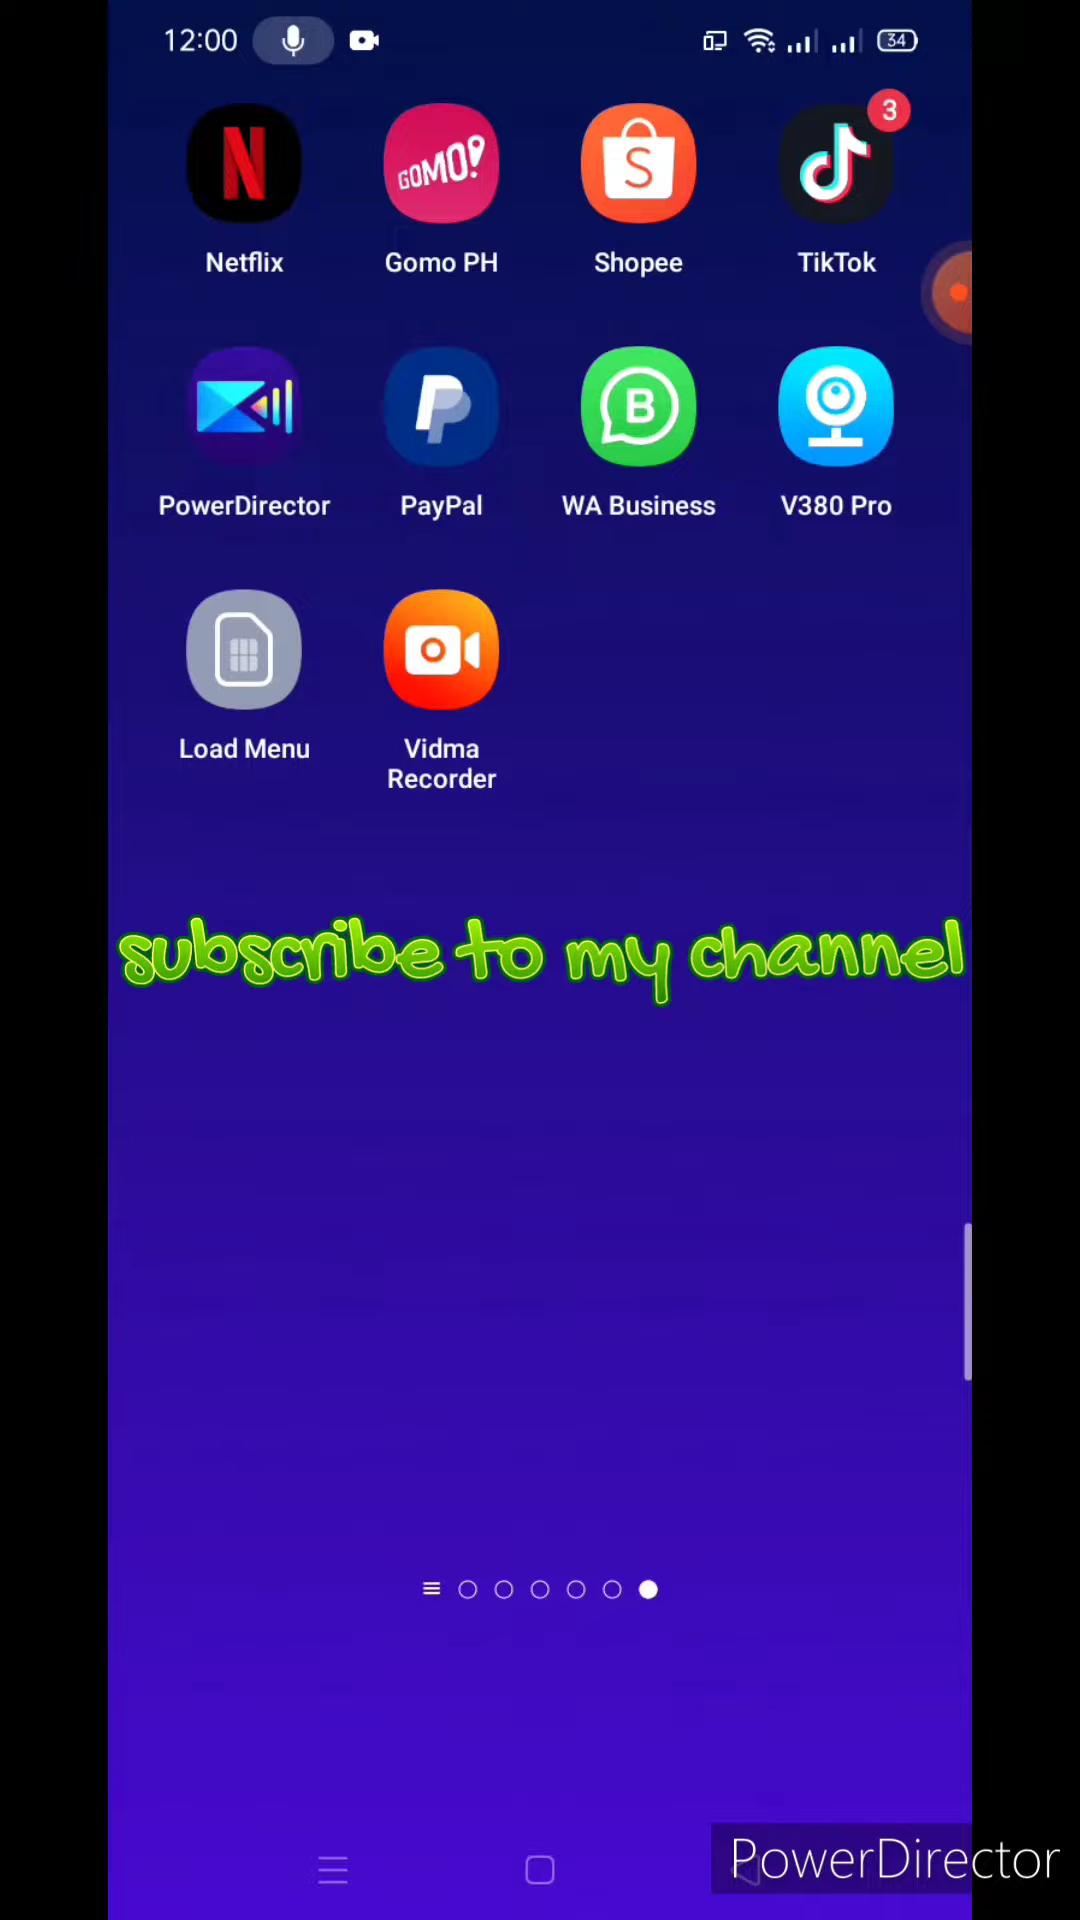 12:00
34
GOMO!
S
3
Netflix
Gomo PH
Shopee
TikTok
B
PowerDirector
PayPal
WA Business
V380 Pro
Load Menu
Vidma
Recorder
subscribe to my channel
PowerDirector